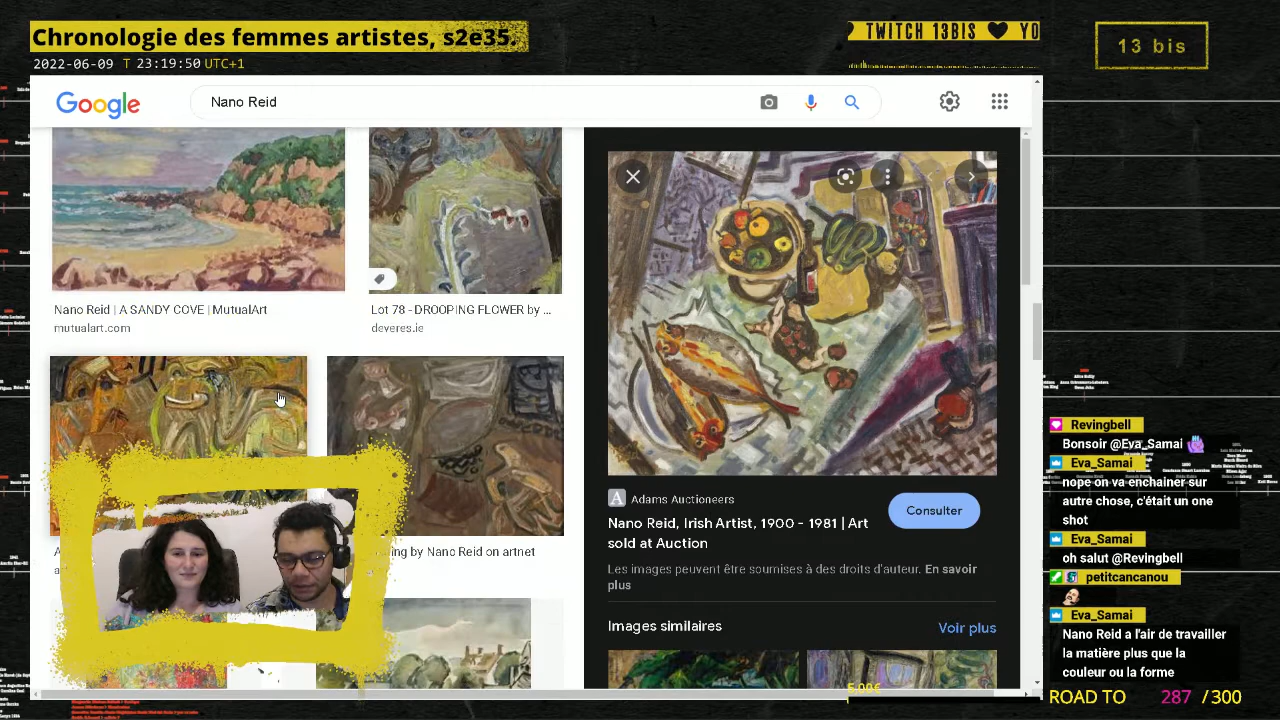 Chronologie des femmes artistes, s2e35
2022-06-09 T 23:19:50 UTC+1
TWITCH 13BIS
13 bis
Google
Nano Reid
Nano Reid | A SANDY COVE | MutualArt
mutualart.com
Lot 78 - DROOPING FLOWER by ...
deveres.ie
by Nano Reid on artnet
Adams Auctioneers
Nano Reid, Irish Artist, 1900 - 1981 | Art
sold at Auction
Consulter
Les images peuvent être soumises à des droits d'auteur. En savoir
plus
Images similaires
Voir plus
Revingbell
Bonsoir @Eva_Samai
Eva_Samai
nope on va enchainer sur
autre chose, c'était un one
shot
Eva_Samai
oh salut @Revingbell
petitcancanou
Eva_Samai
Nano Reid a l'air de travailler
la matière plus que la
couleur ou la forme
ROAD TO 287 / 300